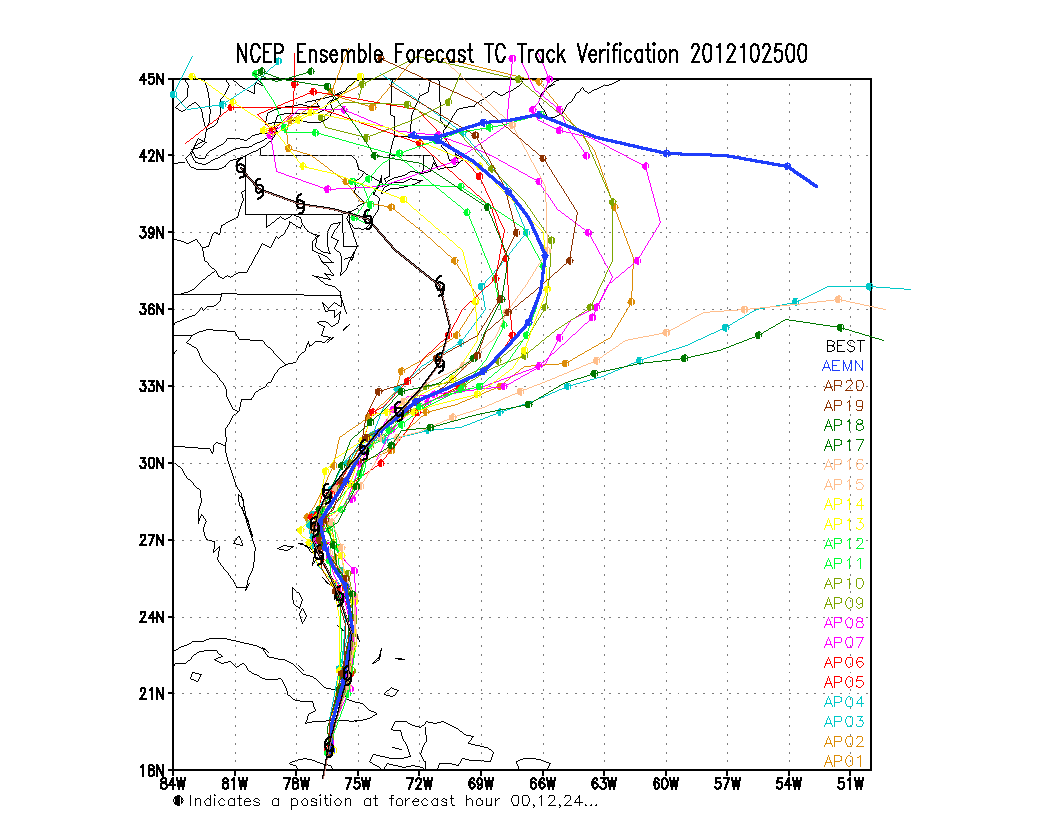 NCEP Ensemble Forecast TC Track Verification 2012102500
45N
42N
39N
36N
33N
30N
27N
24N
21N
18N
BEST
AEMN
AP20
AP19
AP18
AP17
AP16
AP15
AP14
AP13
AP12
AP11
AP10
AP09
AP08
AP07
AP06
AP05
AP04
AP03
AP02
AP01
84W 81W 78W 75W 72W 69W 66W 63W 60W 57W 54W 51W
Indicates a position at forecast hour 00,12,24...